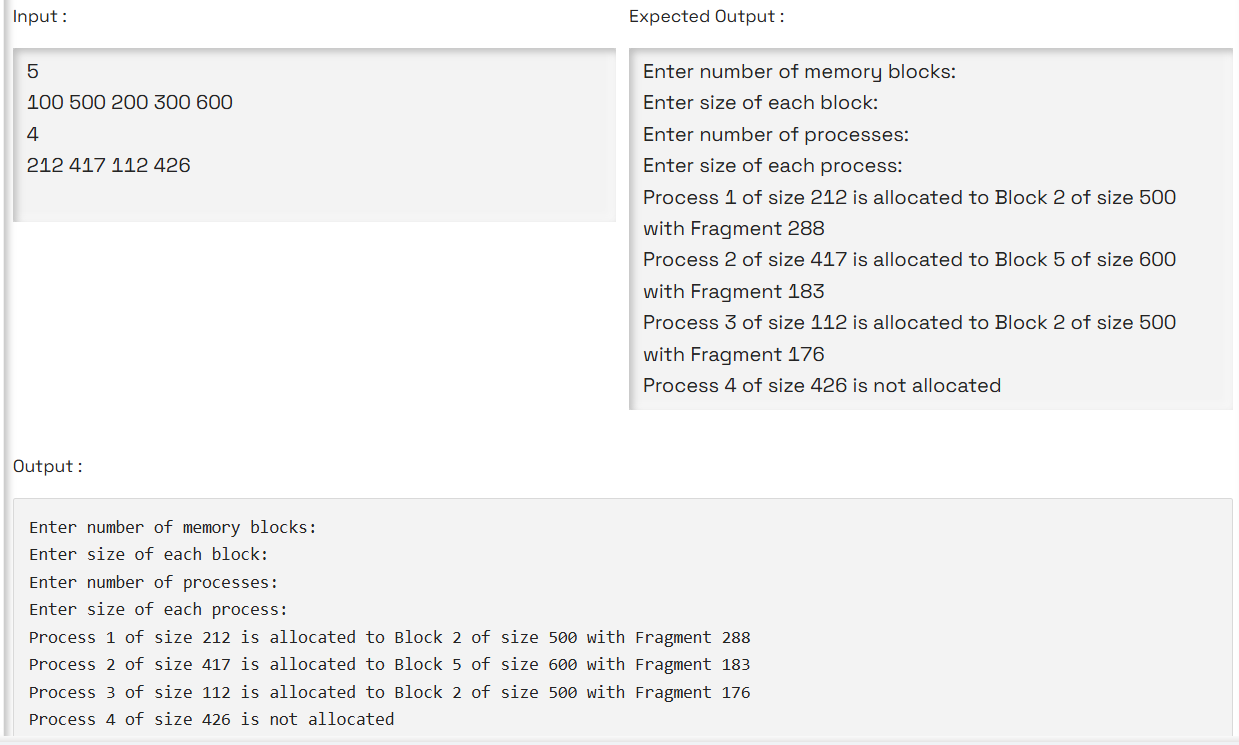 Input :
5
100 500 200 300 600
4
212 417 112 426
Expected Output :
Enter number of memory blocks:
Enter size of each block:
Enter number of processes:
Enter size of each process:
Process 1 of size 212 is allocated to Block 2 of size 500
with Fragment 288
Process 2 of size 417 is allocated to Block 5 of size 600
with Fragment 183
Process 3 of size 112 is allocated to Block 2 of size 500
with Fragment 176
Process 4 of size 426 is not allocated
Output :
Enter number of memory blocks:
Enter size of each block:
Enter number of processes:
Enter size of each process:
Process 1 of size 212 is allocated to Block 2 of size 500 with Fragment 288
Process 2 of size 417 is allocated to Block 5 of size 600 with Fragment 183
Process 3 of size 112 is allocated to Block 2 of size 500 with Fragment 176
Process 4 of size 426 is not allocated